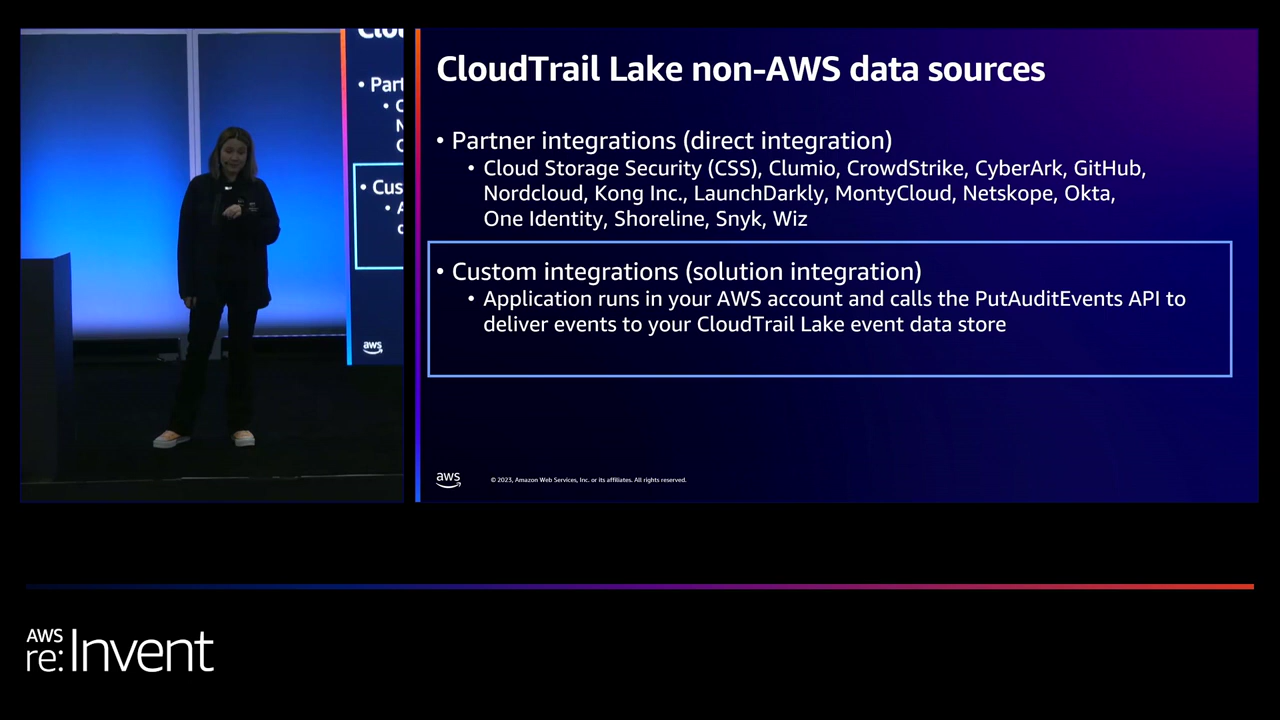 CloudTrail Lake non-AWS data sources
• Partner integrations (direct integration)
• Cloud Storage Security (CSS), Clumio, CrowdStrike, CyberArk, GitHub,
Nordcloud, Kong Inc., LaunchDarkly, MontyCloud, Netskope, Okta,
One Identity, Shoreline, Snyk, Wiz
• Custom integrations (solution integration)
• Application runs in your AWS account and calls the PutAuditEvents API to
deliver events to your CloudTrail Lake event data store
aws
© 2023, Amazon Web Services, Inc. or its affiliates. All rights reserved.
• Part
• Cus
aws
AWS
re:Invent